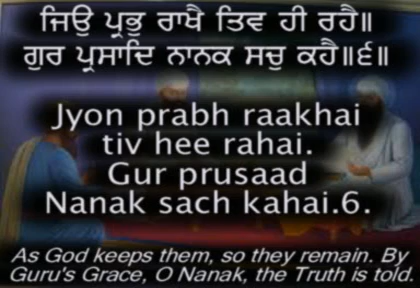 ਜਿਉ ਪ੍ਰਭੁ ਰਾਖੈ ਤਿਵ ਹੀ ਰਹੈ॥
ਗੁਰ ਪ੍ਰਸਾਦਿ ਨਾਨਕ ਸਚੁ ਕਹੈ॥੬॥
Jyon prabh raakhai
tiv hee rahai.
Gur prusaad
Nanak sach kahai.6.
As God keeps them, so they remain. By
Guru's Grace, O Nanak, the Truth is told.